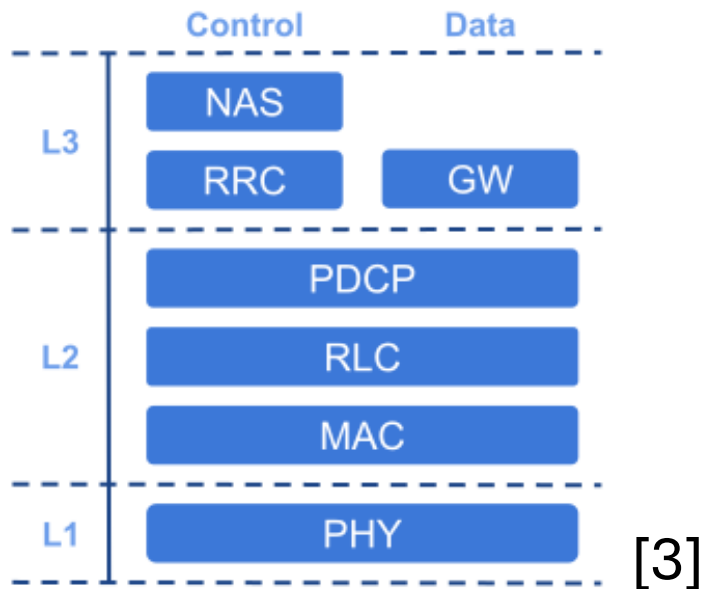 Control Data
NAS
L3
RRC GW
PDCP
L2 RLC
MAC
L1 PHY
[3]